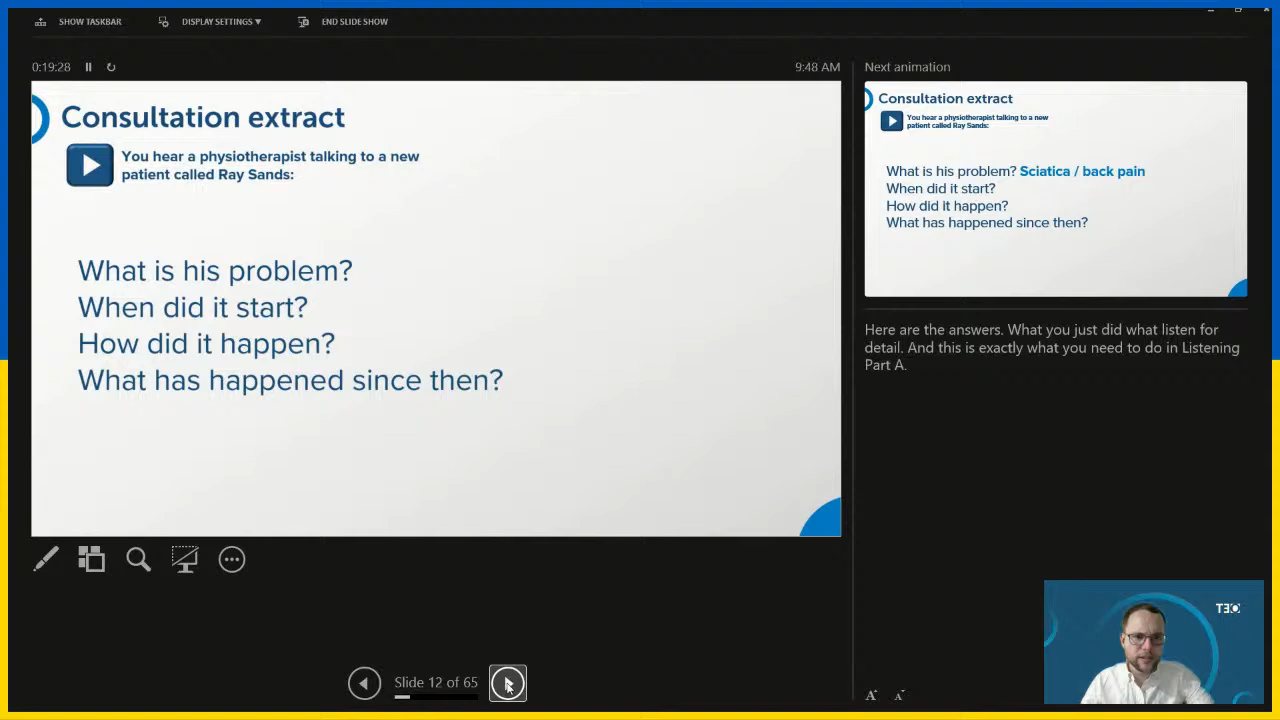 SHOW TASKBAR
DISPLAY SETTINGS ▼
END SLIDE SHOW
0:19:28
9:48 AM
Consultation extract
You hear a physiotherapist talking to a new
patient called Ray Sands:
What is his problem?
When did it start?
How did it happen?
What has happened since then?
Slide 12 of 65
Next animation
Consultation extract
You hear a physiotherapist talking to a new
patient called Ray Sands:
What is his problem? Sciatica / back pain
When did it start?
How did it happen?
What has happened since then?
Here are the answers. What you just did what listen for
detail. And this is exactly what you need to do in Listening
Part A.
A A